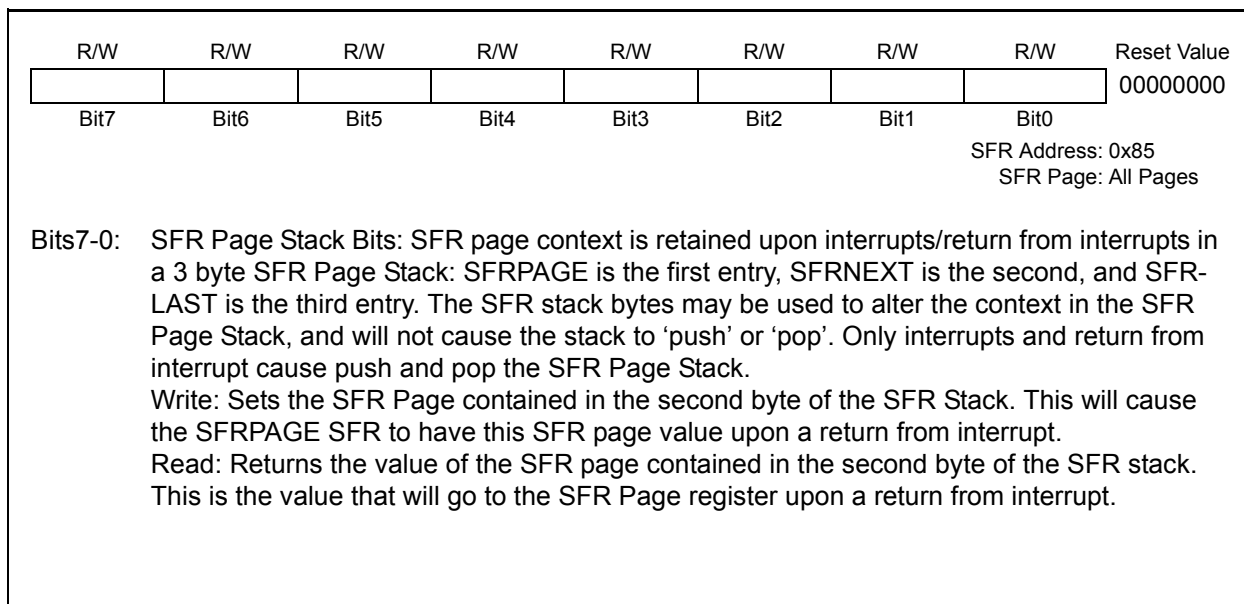 R/W R/W R/W R/W R/W R/W R/W R/W Reset Value
00000000
Bit7 Bit6 Bit5 Bit4 Bit3 Bit2 Bit1 Bit0
SFR Address: 0x85
SFR Page: All Pages
Bits7-0: SFR Page Stack Bits: SFR page context is retained upon interrupts/return from interrupts in
a 3 byte SFR Page Stack: SFRPAGE is the first entry, SFRNEXT is the second, and SFR-
LAST is the third entry. The SFR stack bytes may be used to alter the context in the SFR
Page Stack, and will not cause the stack to ‘push’ or ‘pop’. Only interrupts and return from
interrupt cause push and pop the SFR Page Stack.
Write: Sets the SFR Page contained in the second byte of the SFR Stack. This will cause
the SFRPAGE SFR to have this SFR page value upon a return from interrupt.
Read: Returns the value of the SFR page contained in the second byte of the SFR stack.
This is the value that will go to the SFR Page register upon a return from interrupt.